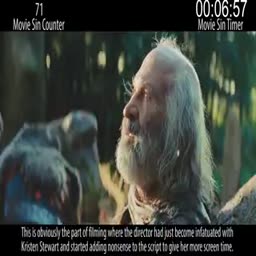 71
Movie Sin Counter
00:06:57
Movie Sin Timer
This is obviously the part of filming where the director had just become infatuated with
Kristen Stewart and started adding nonsense to the script to give her more screen time.